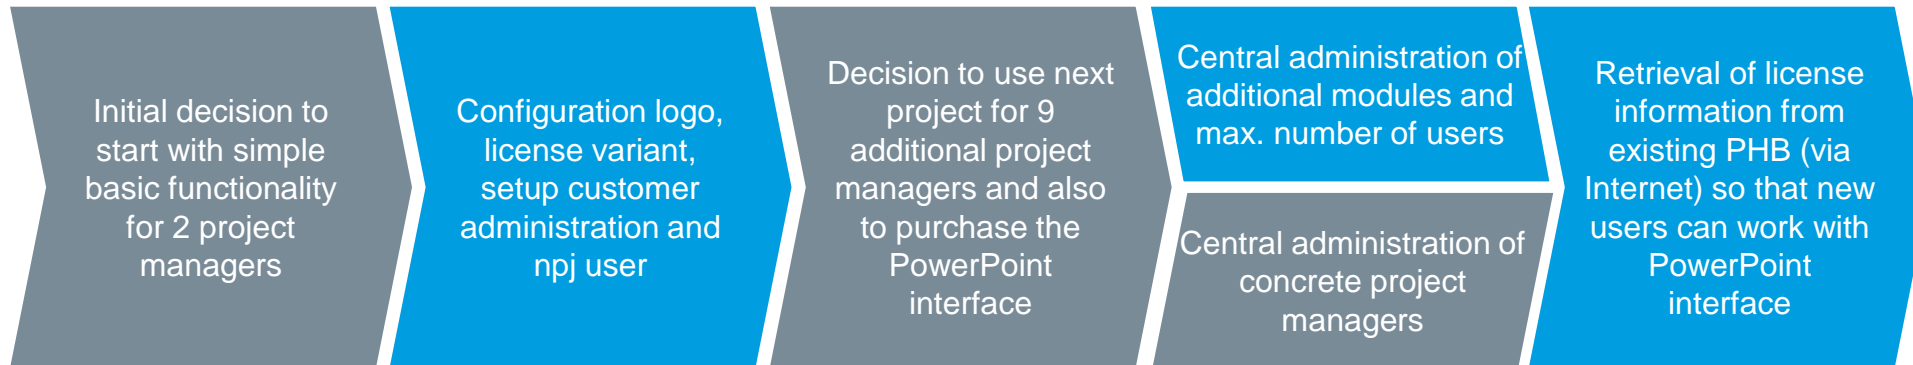 Initial decision to
start with simple
basic functionality
for 2 project
managers
Configuration logo,
license variant,
setup customer
administration and
npj user
Decision to use next
project for 9
additional project
managers and also
to purchase the
PowerPoint
interface
Central administration of
additional modules and
max. number of users
Central administration of
concrete project
managers
Retrieval of license
information from
existing PHB (via
Internet) so that new
users can work with
PowerPoint
interface